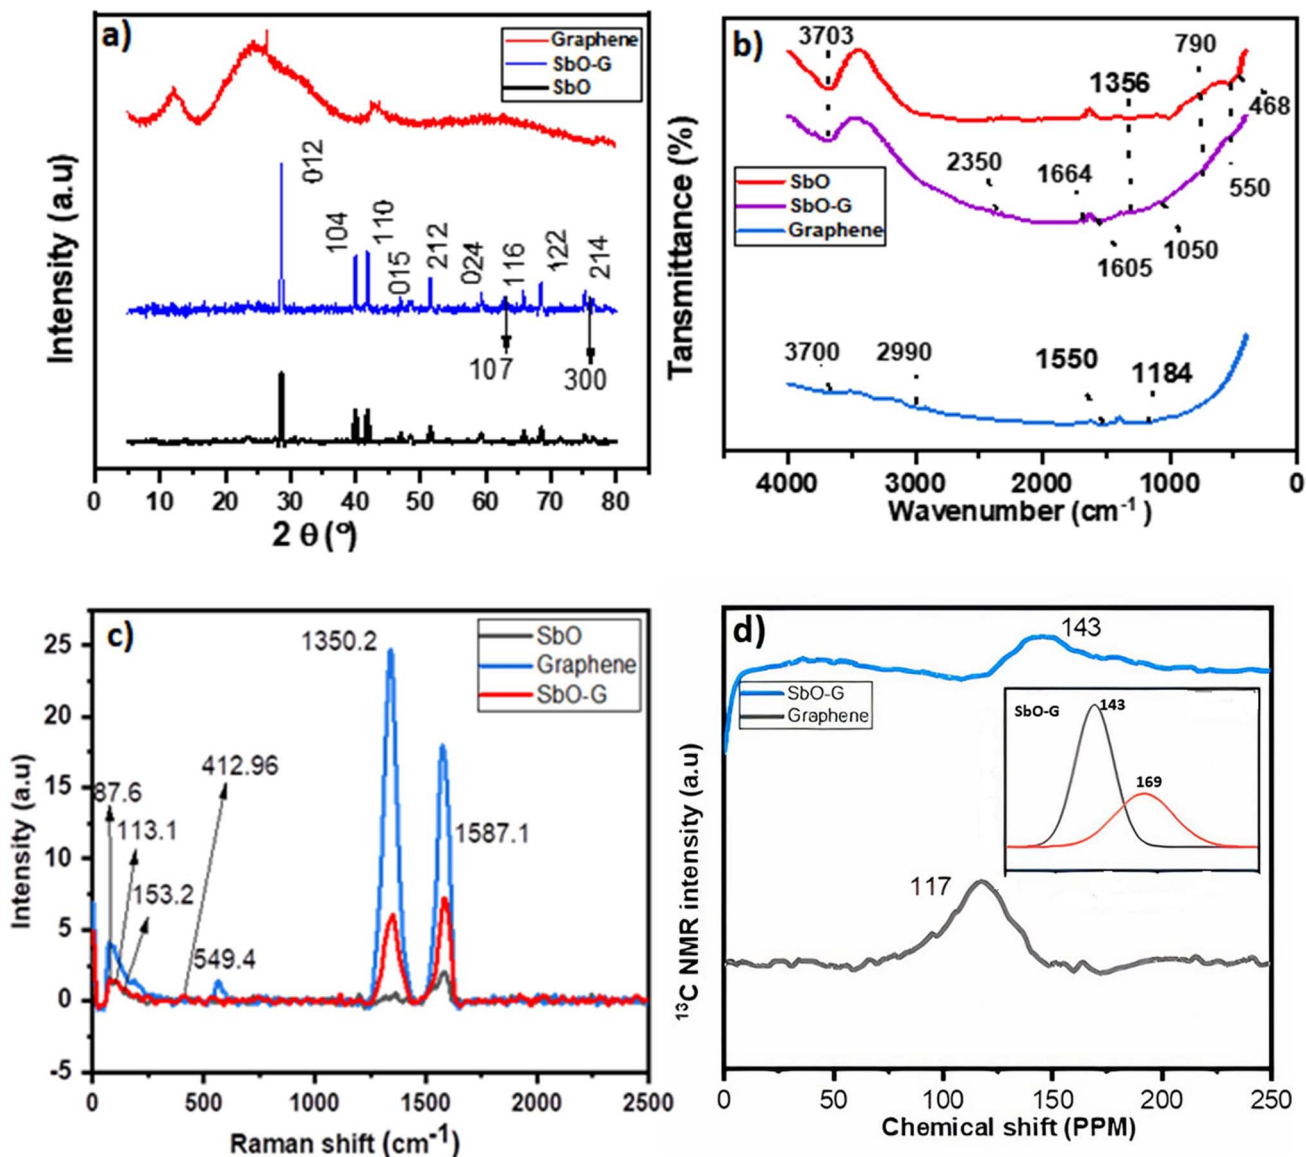 a)
Graphene
SbO-G
SbO
012
104
110
015
212
024
116
122
214
107
300
Intensity (a.u)
0 10 20 30 40 50 60 70 80
2 θ (°)
b)
3703
790
1356
468
2350
1664
550
SbO
SbO-G
Graphene
1050
1605
3700
2990
1550
1184
Tansmittance (%)
4000 3000 2000 1000 0
Wavenumber (cm-1 )
c)
SbO
Graphene
SbO-G
1350.2
412.96
87.6
113.1
1587.1
153.2
549.4
25
20
15
10
5
0
-5
Intensity (a.u)
0 500 1000 1500 2000 2500
Raman shift (cm-1)
d)
143
SbO-G
Graphene
SbO-G
143
169
117
13C NMR intensity (a.u)
0 50 100 150 200 250
Chemical shift (PPM)